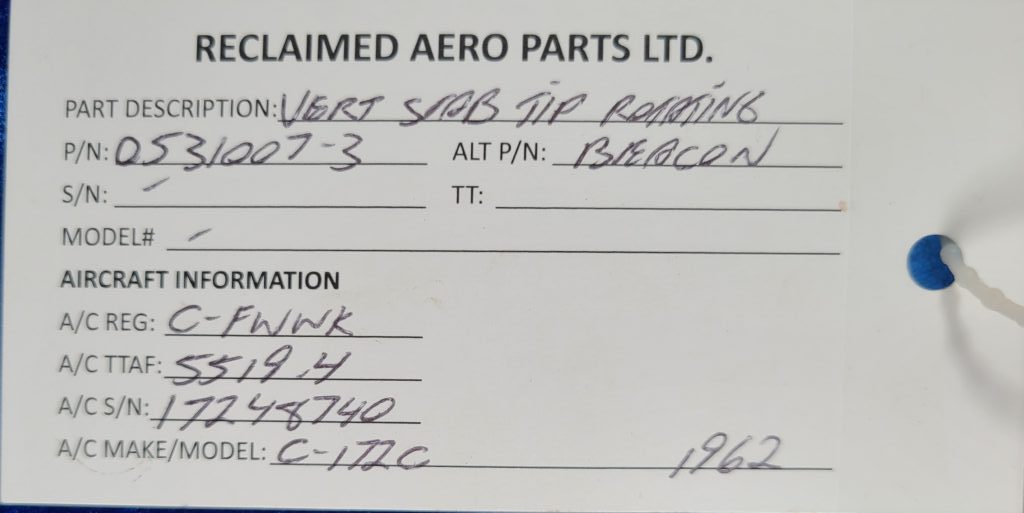 RECLAIMED AERO PARTS LTD.
PART DESCRIPTION: VERT STAB TIP ROTATING
P/N: 0531007-3 ALT P/N: BEACON
S/N: - TT:
MODEL# -
AIRCRAFT INFORMATION
A/C REG: C-FWWK
A/C TTAF: 5519.4
A/C S/N: 17248740
A/C MAKE/MODEL: C-172C 1962